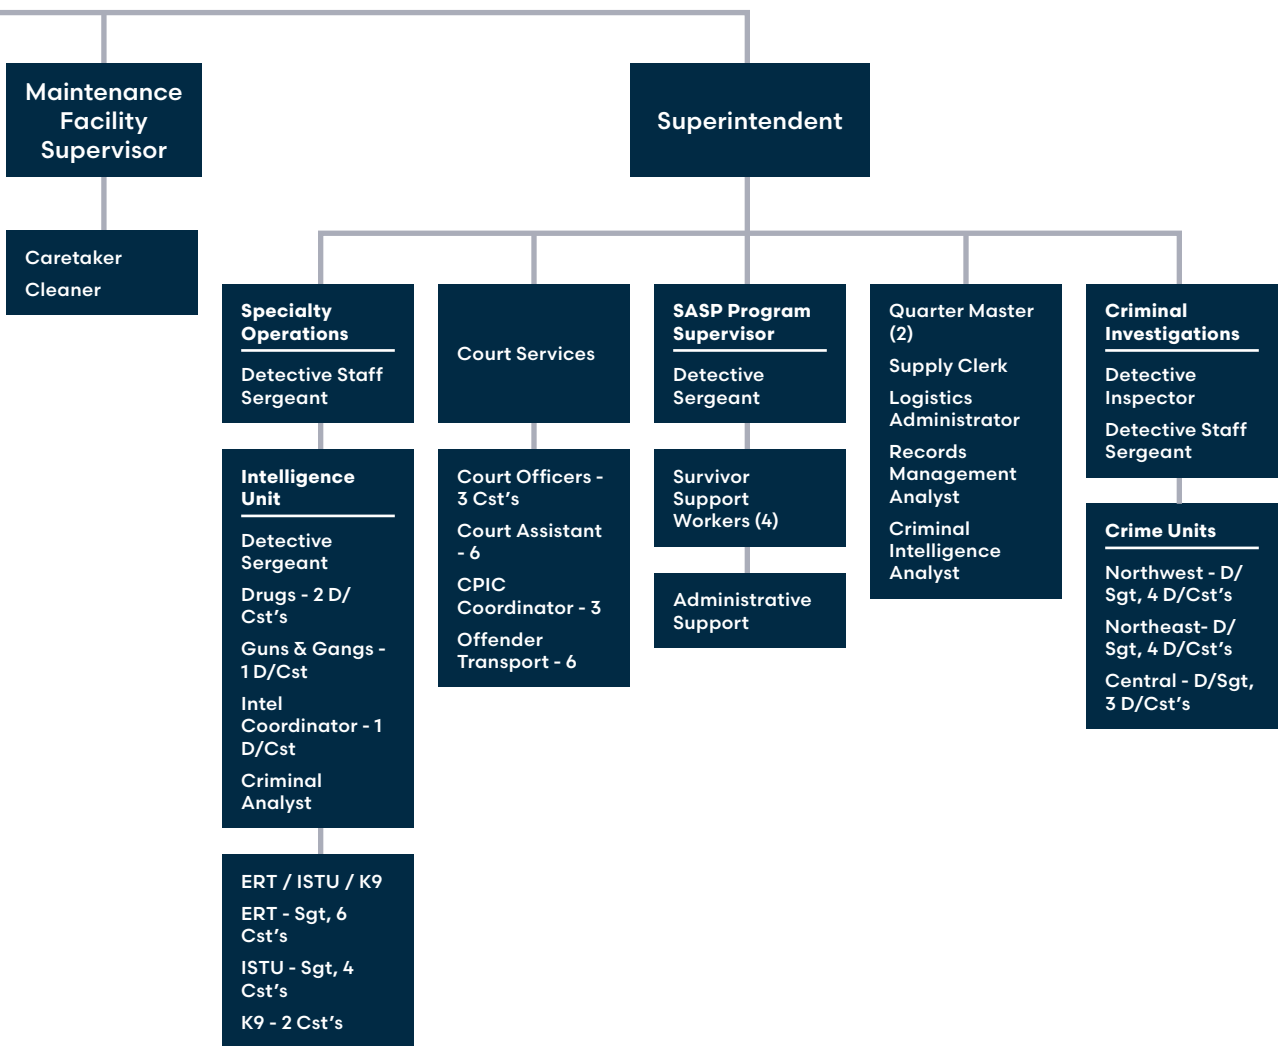 Maintenance
Facility
Supervisor
Superintendent
Caretaker
Cleaner
Specialty
Operations
Detective Staff
Sergeant
Intelligence
Unit
Detective
Sergeant
Drugs - 2 D/
Cst's
Guns & Gangs -
1 D/Cst
Intel
Coordinator - 1
D/Cst
Criminal
Analyst
ERT / ISTU / K9
ERT - Sgt, 6
Cst's
ISTU - Sgt, 4
Cst's
K9 - 2 Cst's
Court Services
Court Officers -
3 Cst's
Court Assistant
- 6
CPIC
Coordinator - 3
Offender
Transport - 6
SASP Program
Supervisor
Detective
Sergeant
Survivor
Support
Workers (4)
Administrative
Support
Quarter Master
(2)
Supply Clerk
Logistics
Administrator
Records
Management
Analyst
Criminal
Intelligence
Analyst
Criminal
Investigations
Detective
Inspector
Detective Staff
Sergeant
Crime Units
Northwest - D/
Sgt, 4 D/Cst's
Northeast- D/
Sgt, 4 D/Cst's
Central - D/Sgt,
3 D/Cst's